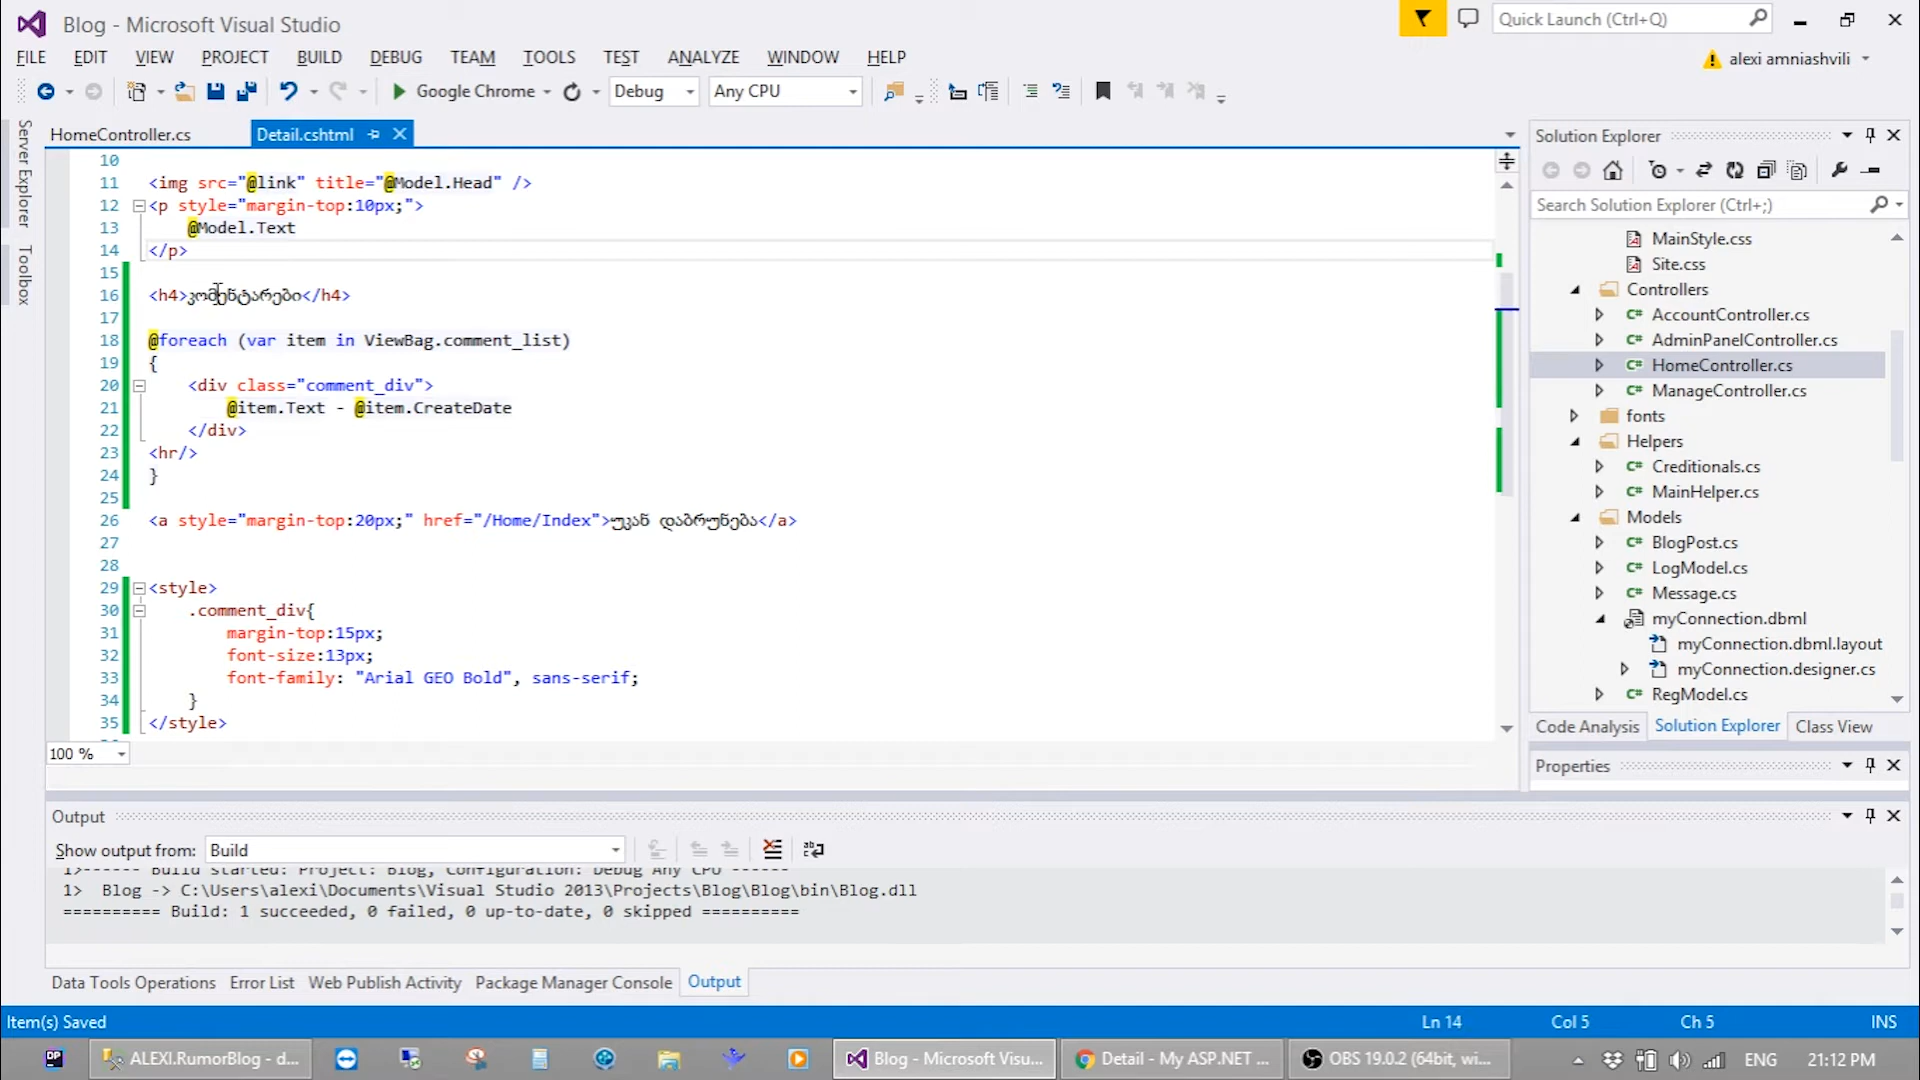 Blog - Microsoft Visual Studio
Quick Launch (Ctrl+Q)
FILE EDIT VIEW PROJECT BUILD DEBUG TEAM TOOLS TEST ANALYZE WINDOW HELP
alexi amniashvili
Google Chrome Debug Any CPU
Server Explorer
Toolbox
HomeController.cs Detail.cshtml
10
11 <img src="@link" title="@Model.Head" />
12 <p style="margin-top:10px;">
13 @Model.Text
14 </p>
15
16 <h4>კომენტარები</h4>
17
18 @foreach (var item in ViewBag.comment_list)
19 {
20 <div class="comment_div">
21 @item.Text - @item.CreateDate
22 </div>
23 <hr/>
24 }
25
26 <a style="margin-top:20px;" href="/Home/Index">უკან დაბრუნება</a>
27
28
29 <style>
30 .comment_div{
31 margin-top:15px;
32 font-size:13px;
33 font-family: "Arial GEO Bold", sans-serif;
34 }
35 </style>
100 %
Solution Explorer
Search Solution Explorer (Ctrl+;)
MainStyle.css
Site.css
Controllers
C# AccountController.cs
C# AdminPanelController.cs
C# HomeController.cs
C# ManageController.cs
fonts
Helpers
C# Creditionals.cs
C# MainHelper.cs
Models
C# BlogPost.cs
C# LogModel.cs
C# Message.cs
myConnection.dbml
myConnection.dbml.layout
myConnection.designer.cs
C# RegModel.cs
Code Analysis Solution Explorer Class View
Properties
Output
Show output from: Build
1>------ Build started: Project: Blog, Configuration: Debug Any CPU ------
1> Blog -> C:\Users\alexi\Documents\Visual Studio 2013\Projects\Blog\Blog\bin\Blog.dll
========== Build: 1 succeeded, 0 failed, 0 up-to-date, 0 skipped ==========
Data Tools Operations Error List Web Publish Activity Package Manager Console Output
Item(s) Saved Ln 14 Col 5 Ch 5 INS
DP ALEXI.RumorBlog - d... Blog - Microsoft Visu... Detail - My ASP.NET ... OBS 19.0.2 (64bit, wi... ENG 21:12 PM